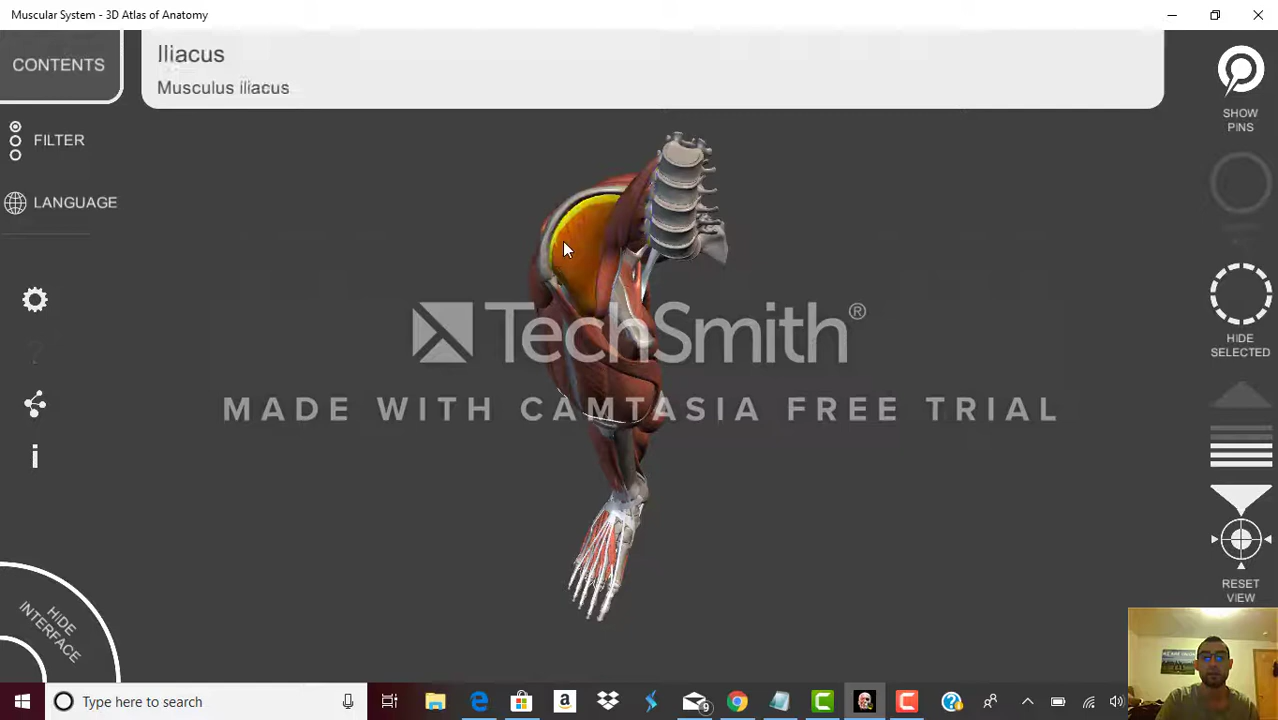 Muscular System - 3D Atlas of Anatomy
CONTENTS
Iliacus
Musculus iliacus
SHOW
PINS
FILTER
LANGUAGE
HIDE
SELECTED
TechSmith®
MADE WITH CAMTASIA FREE TRIAL
RESET
VIEW
HIDE
INTERFACE
Type here to search
9